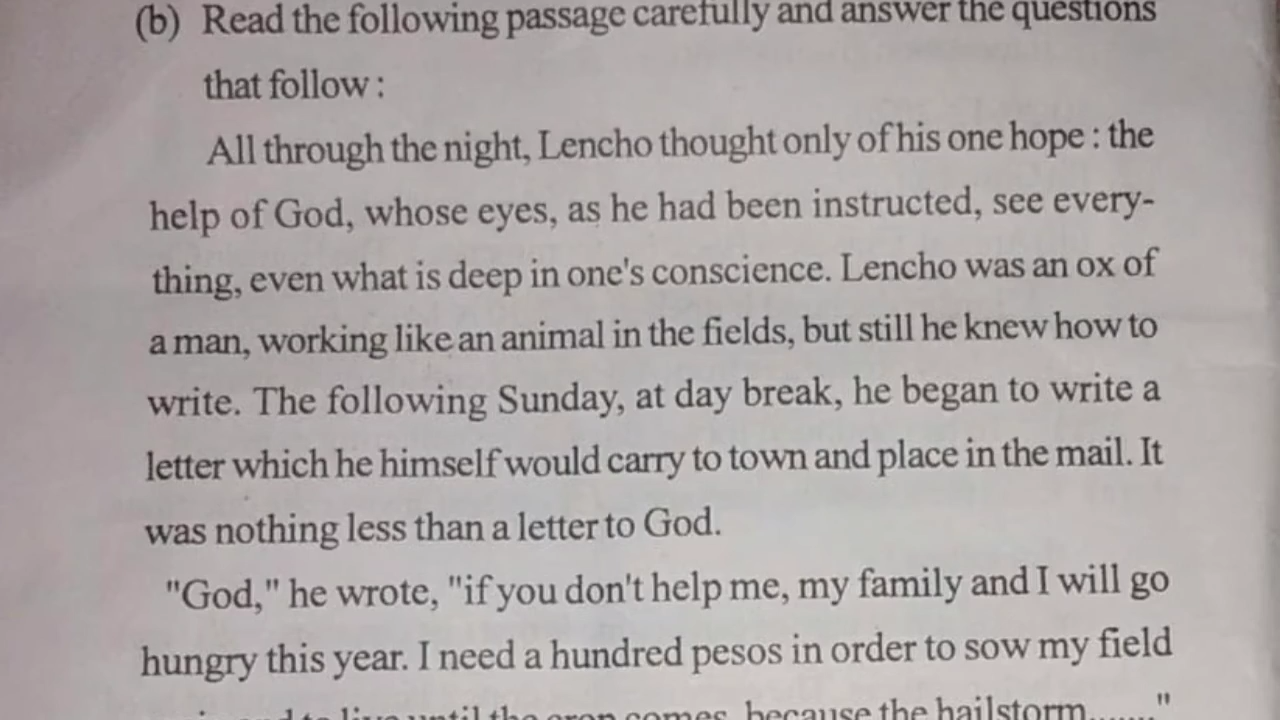 (b) Read the following passage carefully and answer the questions
that follow :
All through the night, Lencho thought only of his one hope : the
help of God, whose eyes, as he had been instructed, see every-
thing, even what is deep in one's conscience. Lencho was an ox of
a man, working like an animal in the fields, but still he knew how to
write. The following Sunday, at day break, he began to write a
letter which he himself would carry to town and place in the mail. It
was nothing less than a letter to God.
"God," he wrote, "if you don't help me, my family and I will go
hungry this year. I need a hundred pesos in order to sow my field
and to live until the crop comes, because the hailstorm........"